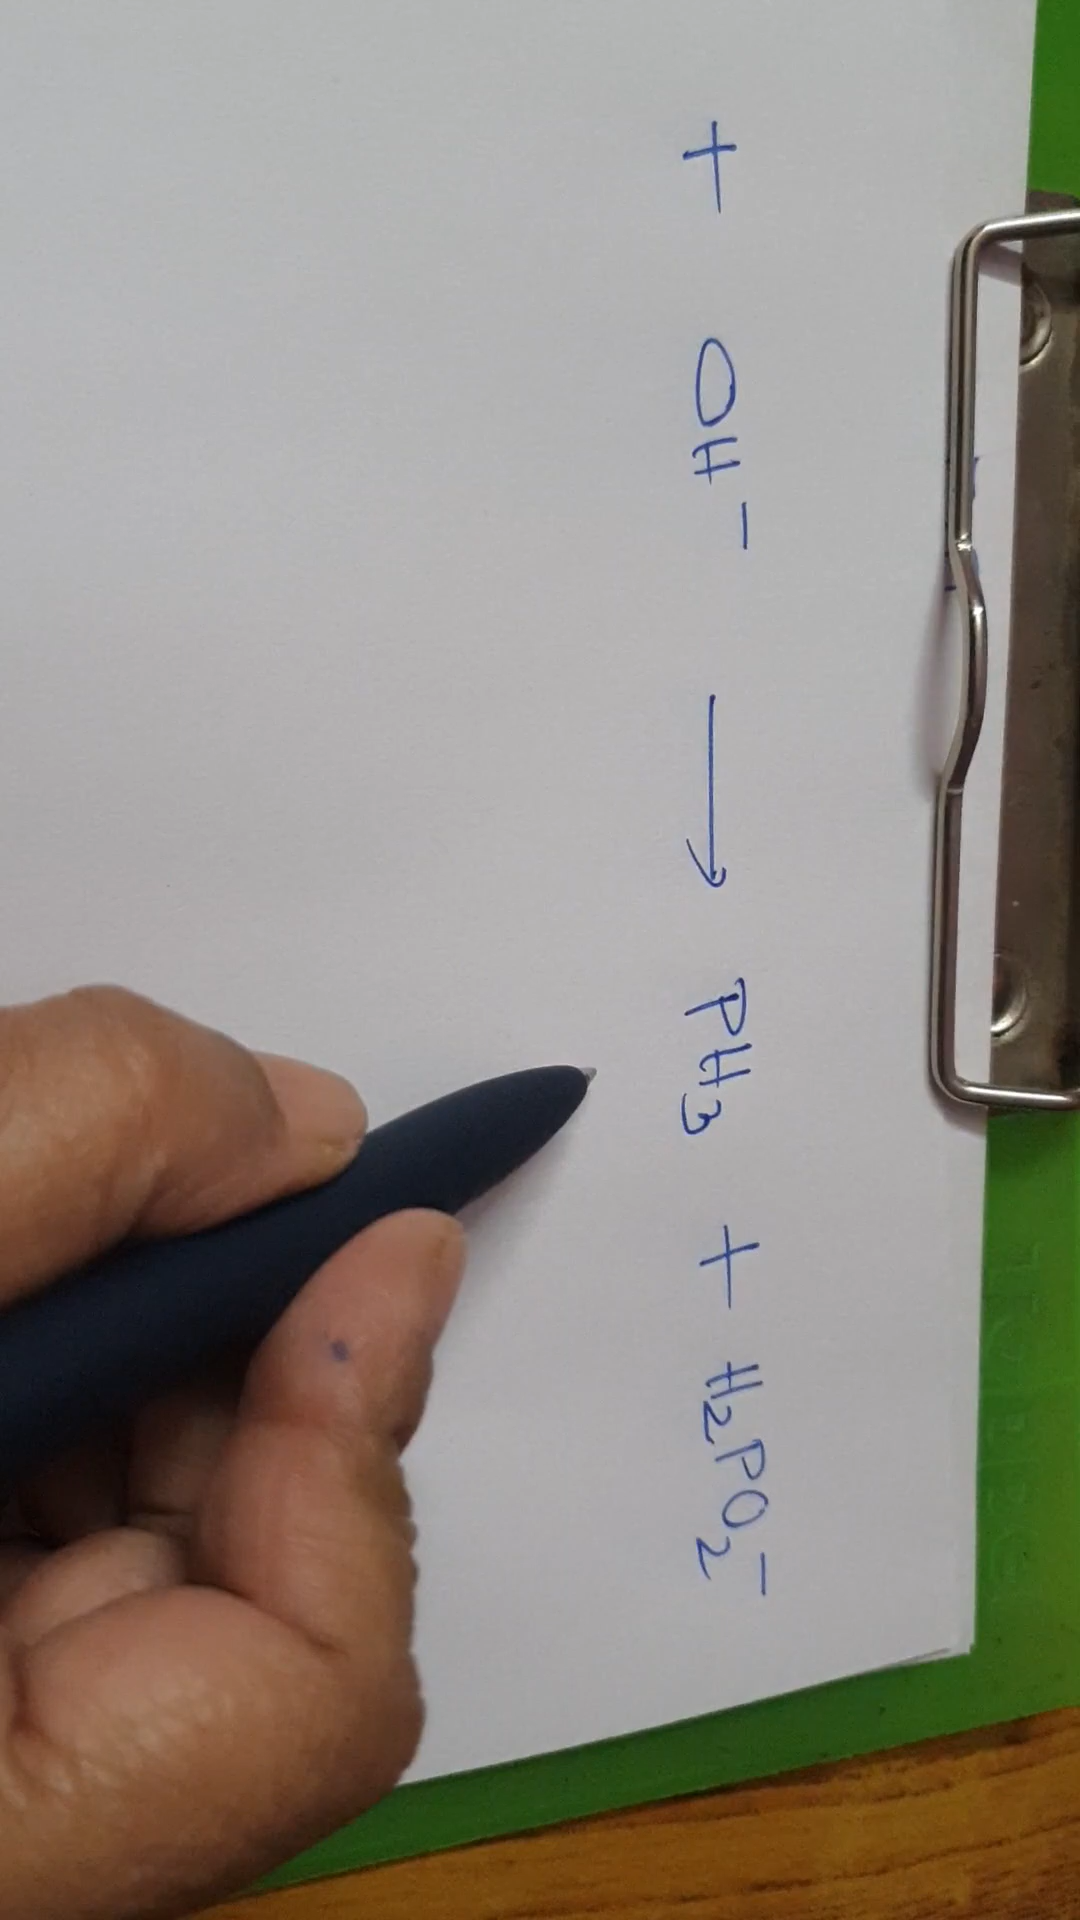 + OH⁻ → PH₃ + H₂PO₂⁻